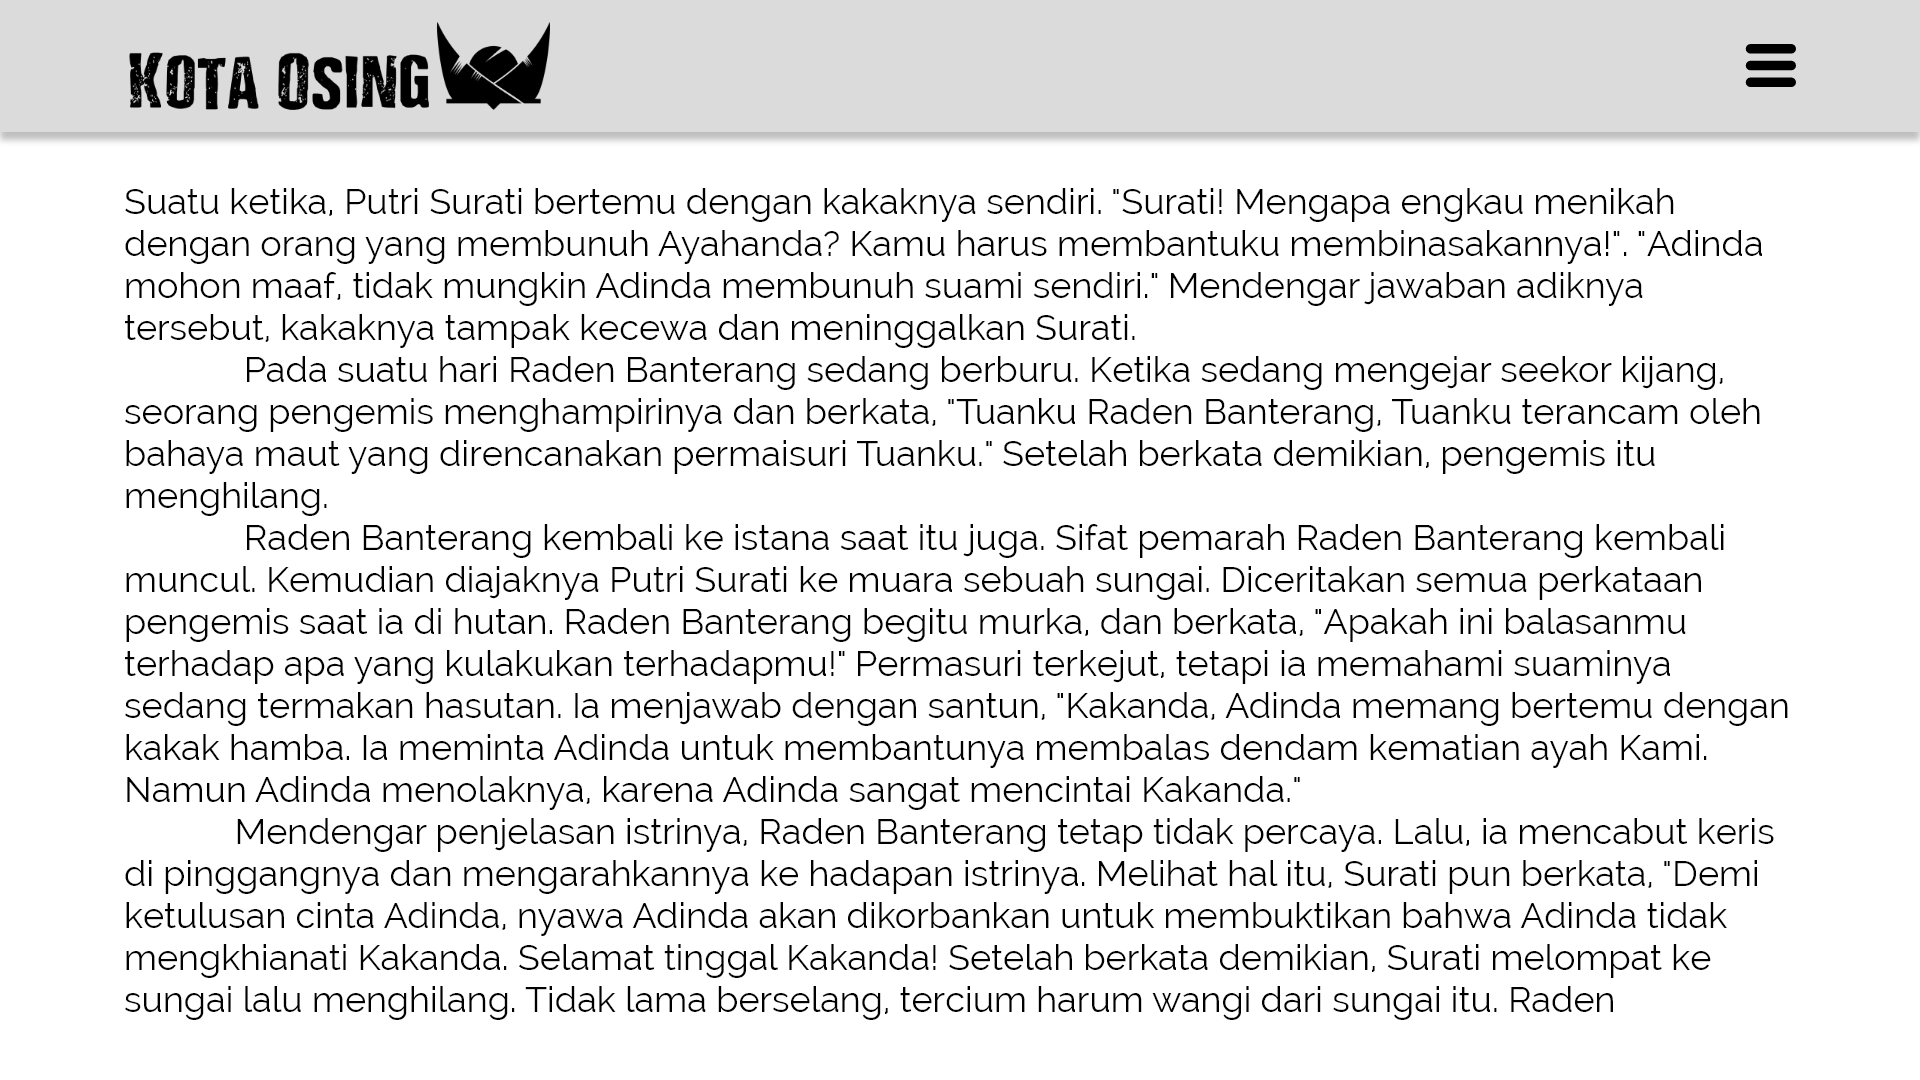 KOTA OSING
Suatu ketika, Putri Surati bertemu dengan kakaknya sendiri. "Surati! Mengapa engkau menikah
dengan orang yang membunuh Ayahanda? Kamu harus membantuku membinasakannya!". "Adinda
mohon maaf, tidak mungkin Adinda membunuh suami sendiri." Mendengar jawaban adiknya
tersebut, kakaknya tampak kecewa dan meninggalkan Surati.
Pada suatu hari Raden Banterang sedang berburu. Ketika sedang mengejar seekor kijang,
seorang pengemis menghampirinya dan berkata, "Tuanku Raden Banterang, Tuanku terancam oleh
bahaya maut yang direncanakan permaisuri Tuanku." Setelah berkata demikian, pengemis itu
menghilang.
Raden Banterang kembali ke istana saat itu juga. Sifat pemarah Raden Banterang kembali
muncul. Kemudian diajaknya Putri Surati ke muara sebuah sungai. Diceritakan semua perkataan
pengemis saat ia di hutan. Raden Banterang begitu murka, dan berkata, "Apakah ini balasanmu
terhadap apa yang kulakukan terhadapmu!" Permasuri terkejut, tetapi ia memahami suaminya
sedang termakan hasutan. Ia menjawab dengan santun, "Kakanda, Adinda memang bertemu dengan
kakak hamba. Ia meminta Adinda untuk membantunya membalas dendam kematian ayah Kami.
Namun Adinda menolaknya, karena Adinda sangat mencintai Kakanda."
Mendengar penjelasan istrinya, Raden Banterang tetap tidak percaya. Lalu, ia mencabut keris
di pinggangnya dan mengarahkannya ke hadapan istrinya. Melihat hal itu, Surati pun berkata, "Demi
ketulusan cinta Adinda, nyawa Adinda akan dikorbankan untuk membuktikan bahwa Adinda tidak
mengkhianati Kakanda. Selamat tinggal Kakanda! Setelah berkata demikian, Surati melompat ke
sungai lalu menghilang. Tidak lama berselang, tercium harum wangi dari sungai itu. Raden